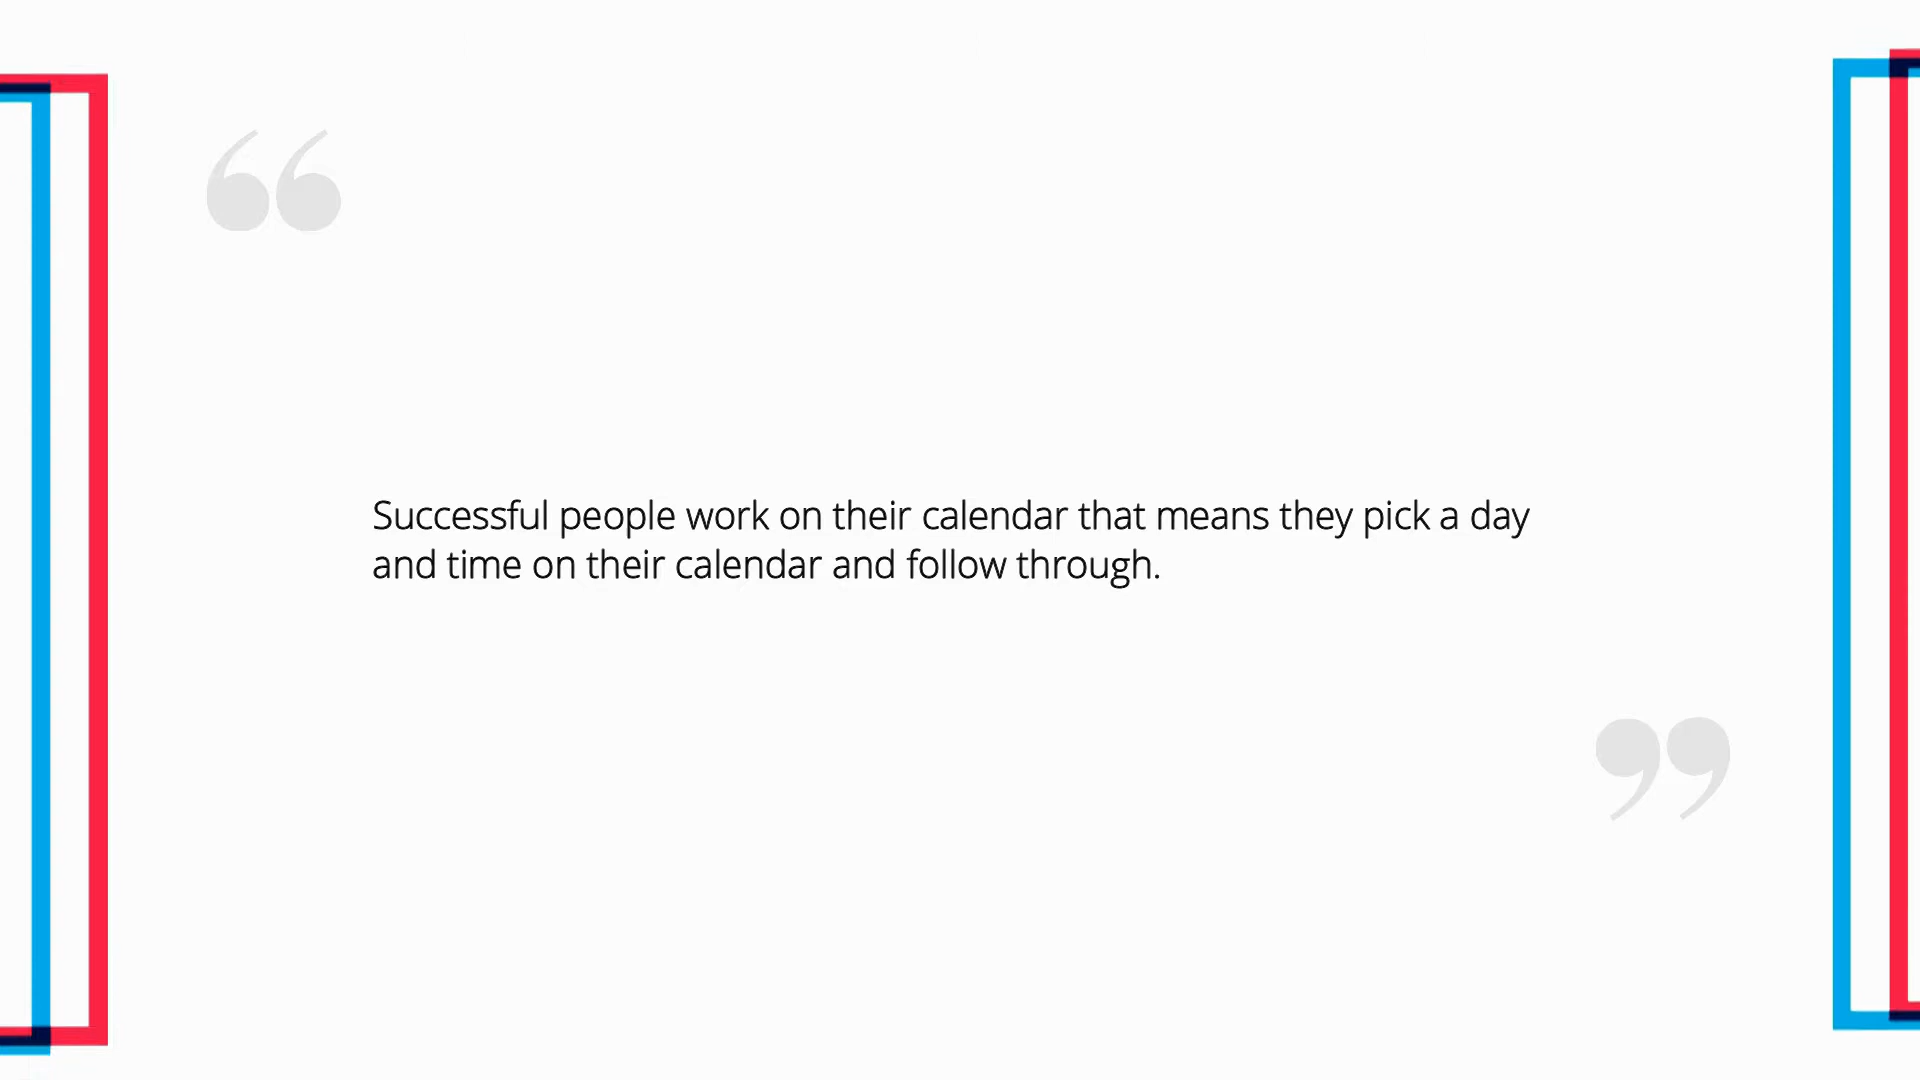 “
Successful people work on their calendar that means they pick a day
and time on their calendar and follow through.
”